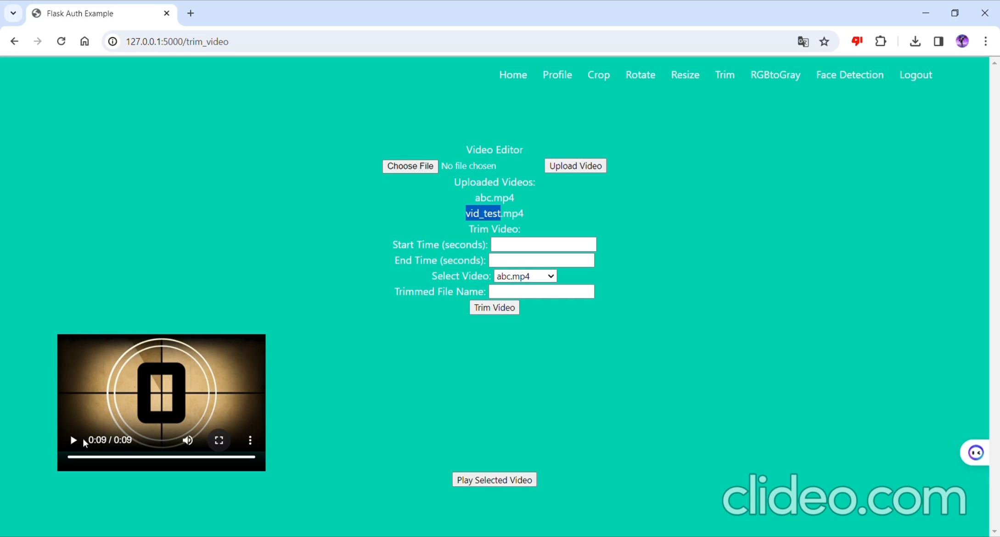 Flask Auth Example
127.0.0.1:5000/trim_video
Home Profile Crop Rotate Resize Trim RGBtoGray Face Detection Logout
Video Editor
Choose File No file chosen Upload Video
Uploaded Videos:
abc.mp4
vid_test.mp4
Trim Video:
Start Time (seconds):
End Time (seconds):
Select Video: abc.mp4
Trimmed File Name:
Trim Video
0
0:09 / 0:09
Play Selected Video
clideo.com